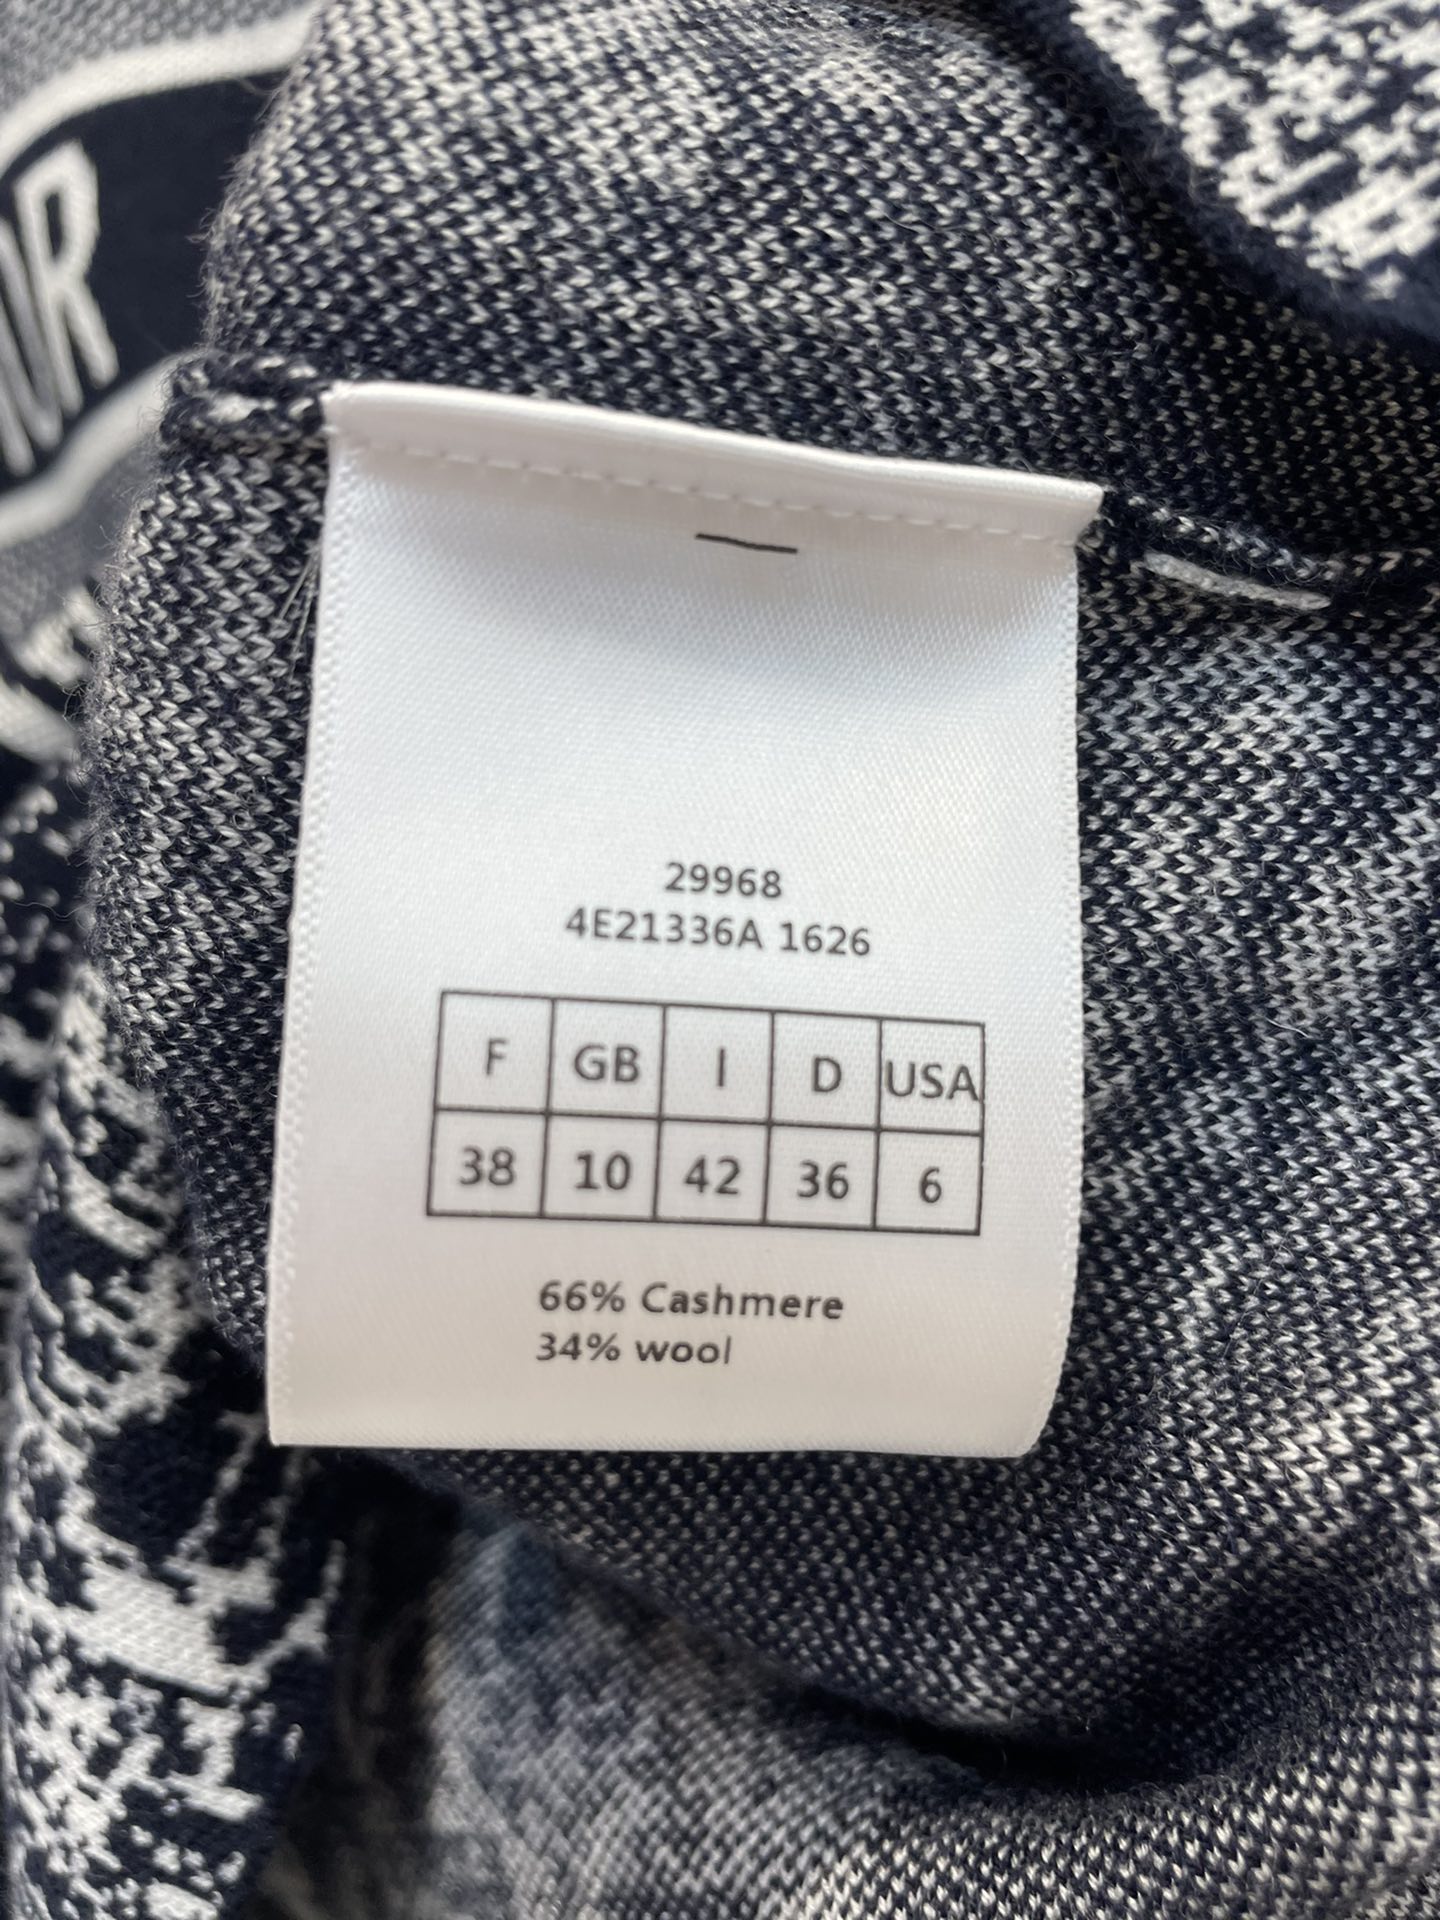 29968
4E21336A 1626
F GB I D USA
38 10 42 36 6
66% Cashmere
34% wool